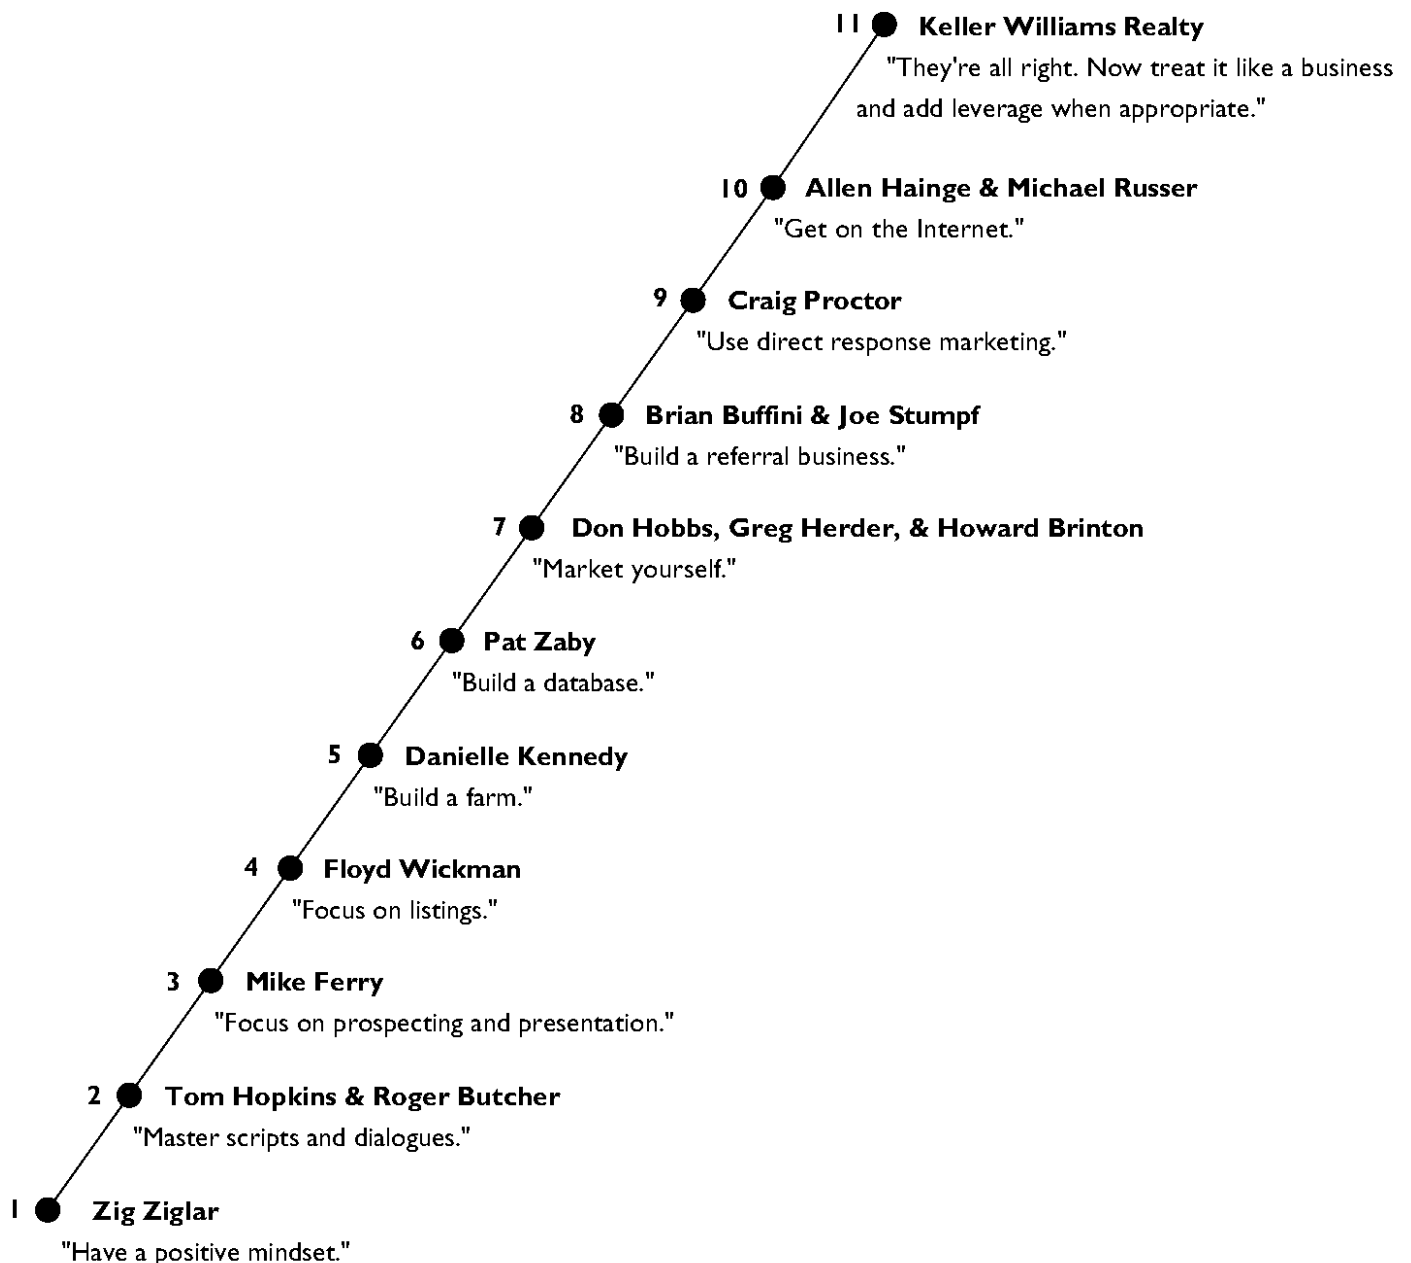 11 Keller Williams Realty
"They're all right. Now treat it like a business
and add leverage when appropriate."
10 Allen Hainge & Michael Russer
"Get on the Internet."
9 Craig Proctor
"Use direct response marketing."
8 Brian Buffini & Joe Stumpf
"Build a referral business."
7 Don Hobbs, Greg Herder, & Howard Brinton
"Market yourself."
6 Pat Zaby
"Build a database."
5 Danielle Kennedy
"Build a farm."
4 Floyd Wickman
"Focus on listings."
3 Mike Ferry
"Focus on prospecting and presentation."
2 Tom Hopkins & Roger Butcher
"Master scripts and dialogues."
1 Zig Ziglar
"Have a positive mindset."